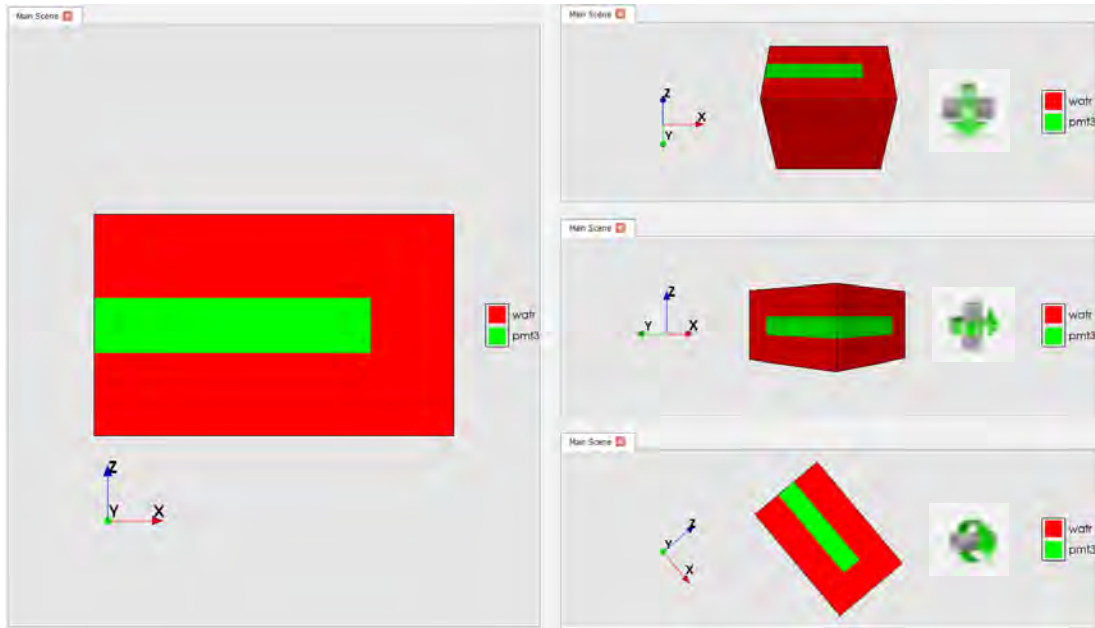 Main Scene
watr
pmt3
Z
Y
X
Main Scene
Z
X
Y
watr
pmt3
Main Scene
Z
Y
X
watr
pmt3
Main Scene
Z
Y
X
watr
pmt3